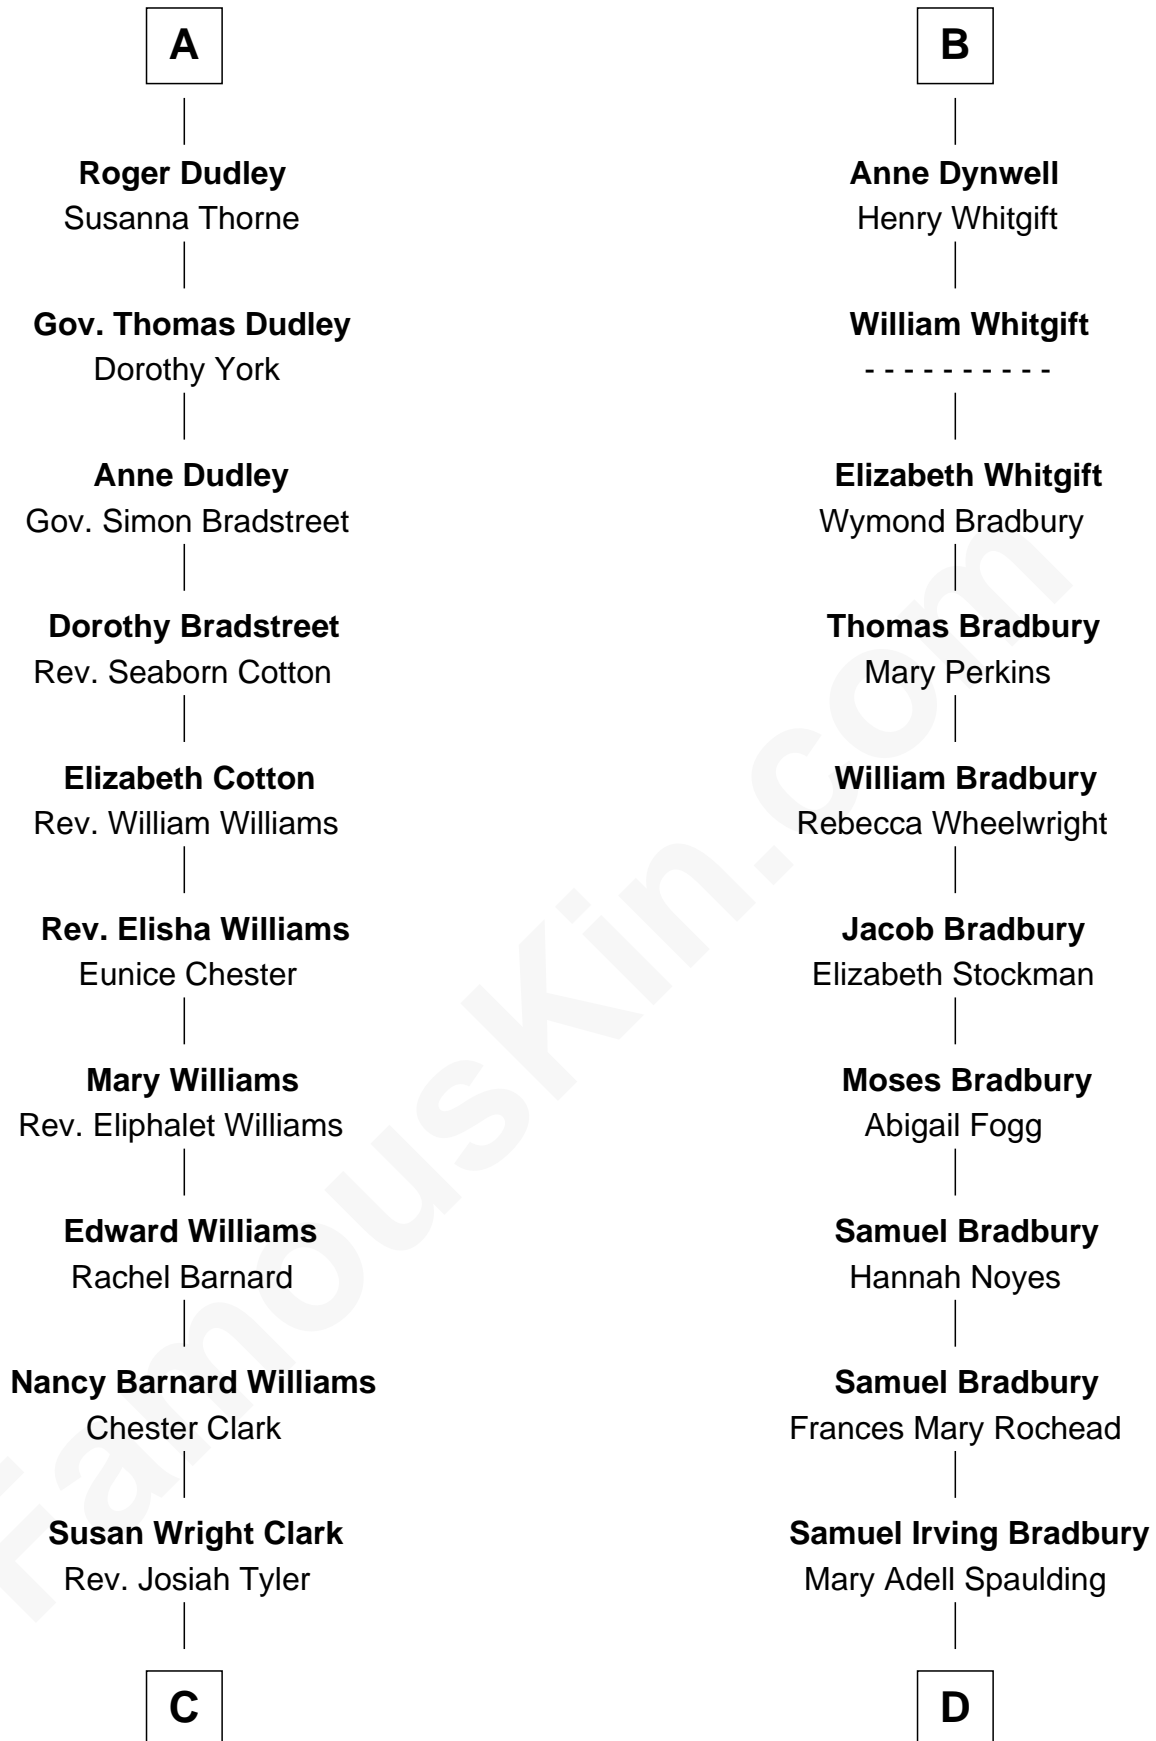 A
Roger Dudley
Susanna Thorne
Gov. Thomas Dudley
Dorothy York
Anne Dudley
Gov. Simon Bradstreet
Dorothy Bradstreet
Rev. Seaborn Cotton
Elizabeth Cotton
Rev. William Williams
Rev. Elisha Williams
Eunice Chester
Mary Williams
Rev. Eliphalet Williams
Edward Williams
Rachel Barnard
Nancy Barnard Williams
Chester Clark
Susan Wright Clark
Rev. Josiah Tyler
C
B
Anne Dynwell
Henry Whitgift
William Whitgift
- - - - - - - - - -
Elizabeth Whitgift
Wymond Bradbury
Thomas Bradbury
Mary Perkins
William Bradbury
Rebecca Wheelwright
Jacob Bradbury
Elizabeth Stockman
Moses Bradbury
Abigail Fogg
Samuel Bradbury
Hannah Noyes
Samuel Bradbury
Frances Mary Rochead
Samuel Irving Bradbury
Mary Adell Spaulding
D
FamousKin.com